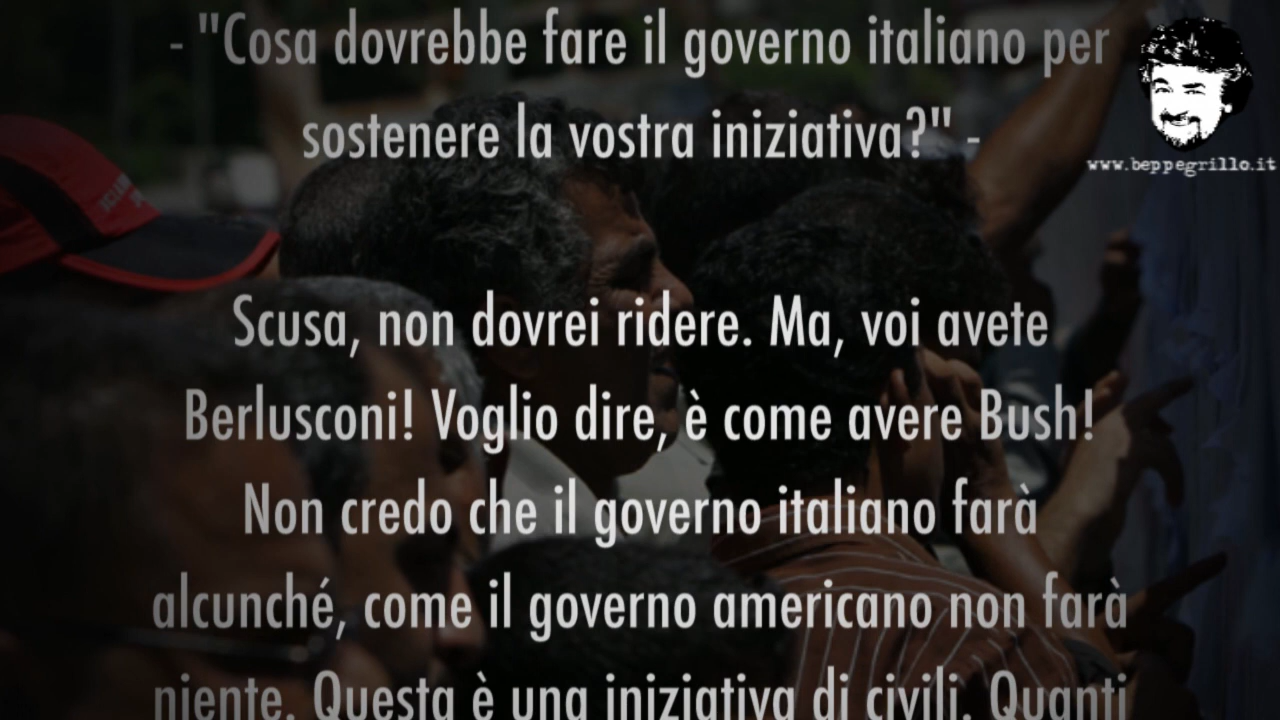 - "Cosa dovrebbe fare il governo italiano per
sostenere la vostra iniziativa?" -
www.beppegrillo.it
Scusa, non dovrei ridere. Ma, voi avete
Berlusconi! Voglio dire, è come avere Bush!
Non credo che il governo italiano farà
alcunché, come il governo americano non farà
niente. Questa è una iniziativa di civili. Quanti